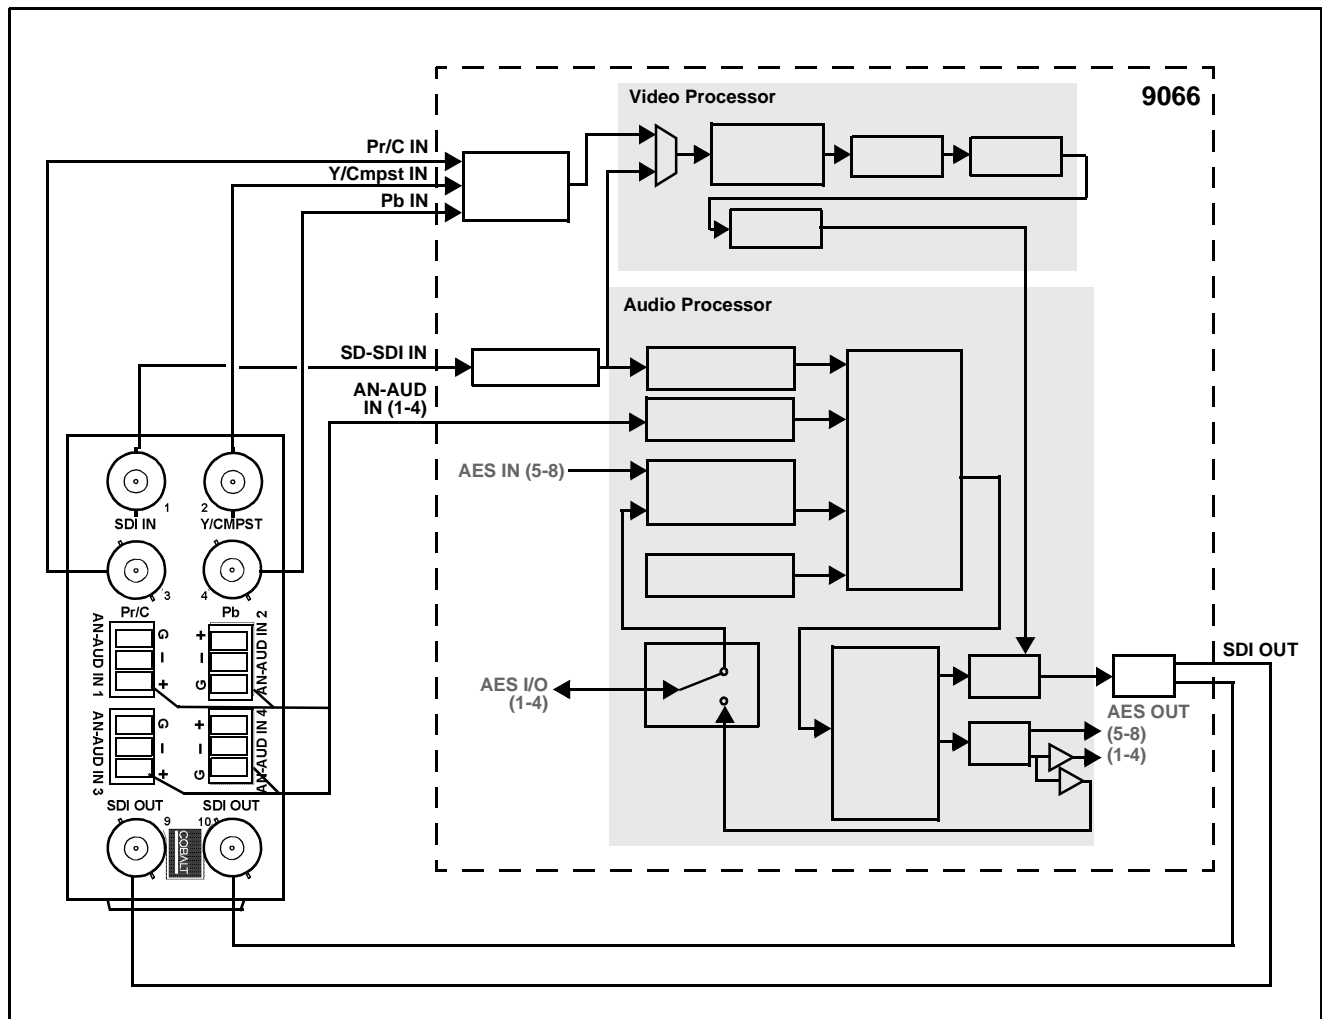 9066
Video Processor
Pr/C IN
Y/Cmpst IN
Pb IN
Audio Processor
SD-SDI IN
AN-AUD
IN (1-4)
AES IN (5-8)
AES I/O
(1-4)
SDI OUT
AES OUT
(5-8)
(1-4)
1
2
SDI IN
Y/CMPST
3
4
Pr/C
Pb
AN-AUD IN 1
G
–
+
+
–
G
AN-AUD IN 2
AN-AUD IN 3
G
–
+
+
–
G
AN-AUD IN 4
SDI OUT
SDI OUT
9
10